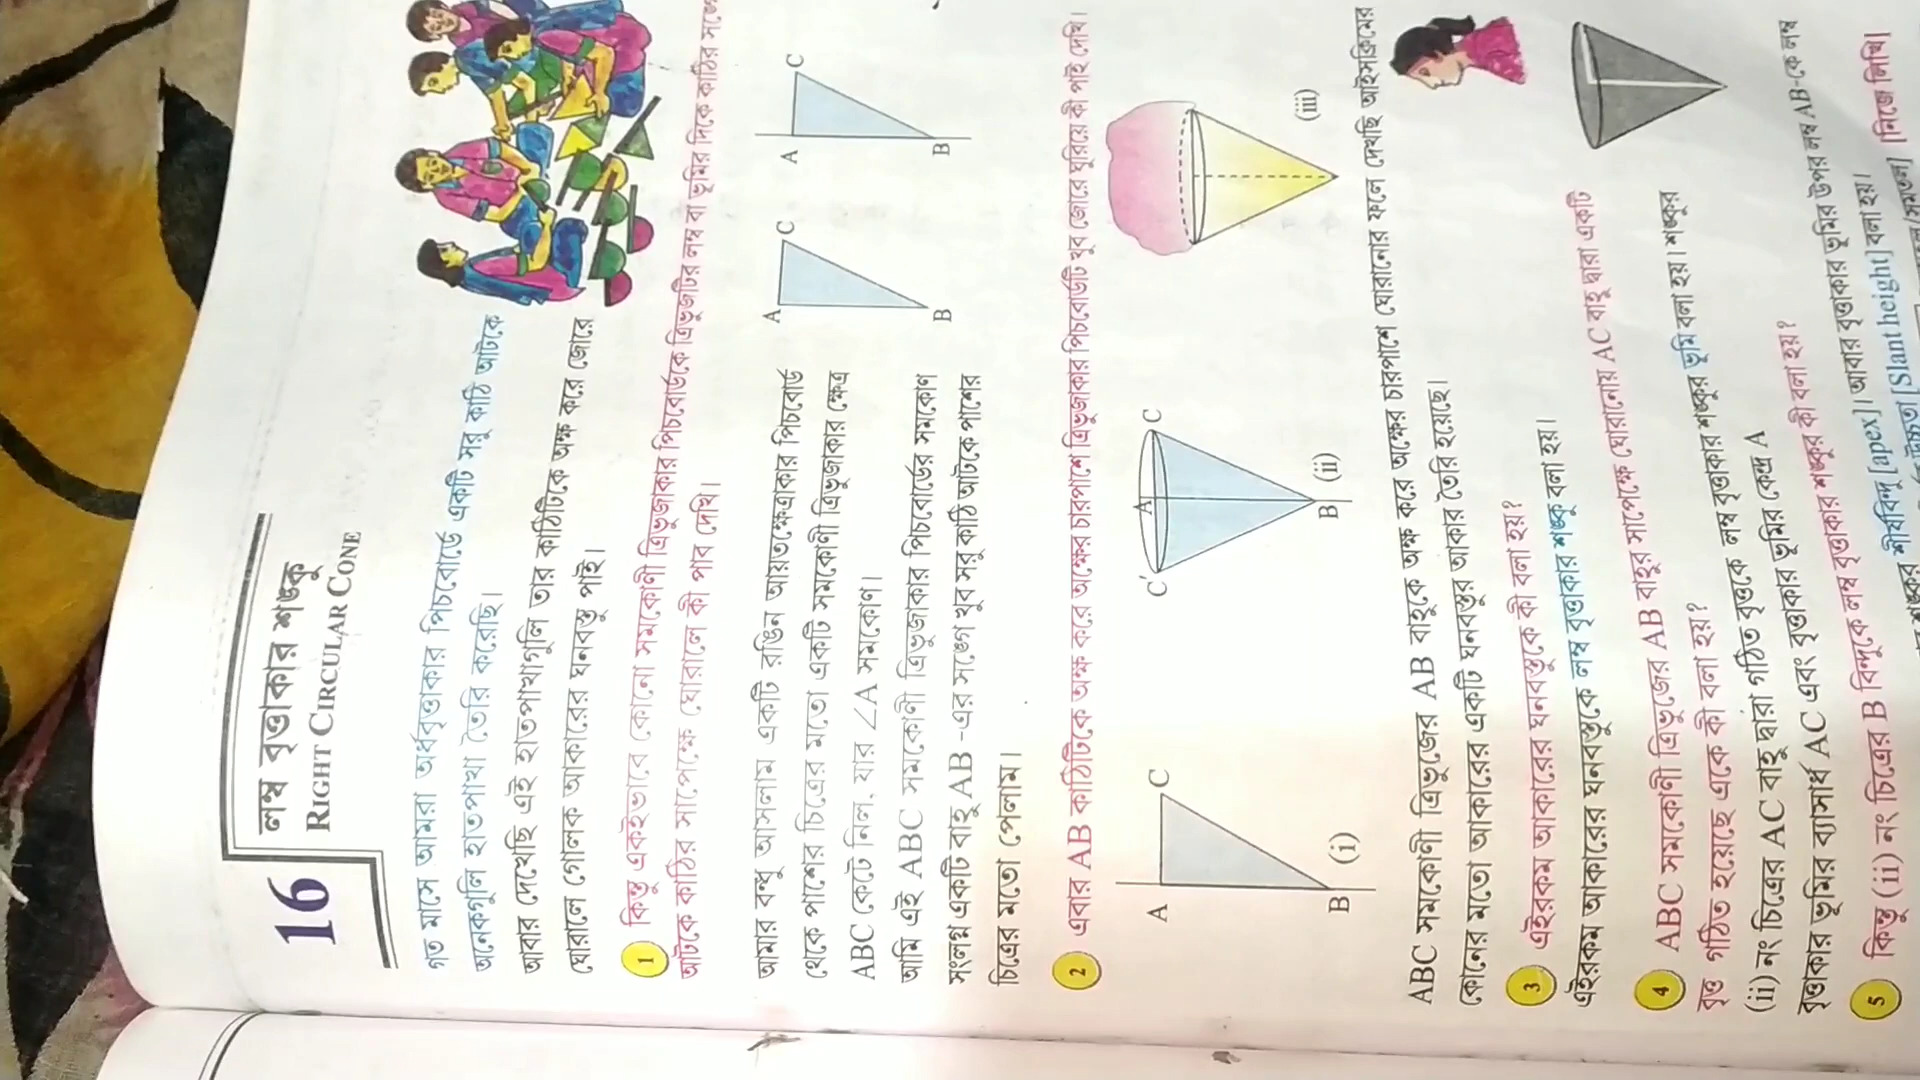 16
লম্ব বৃত্তাকার শঙ্কু
RIGHT CIRCULAR CONE
গত মাসে আমরা অর্ধবৃত্তাকার পিচবোর্ডে একটি সরু কাঠি আটকে
অনেকগুলি হাতপাখা তৈরি করেছি।
আবার দেখেছি এই হাতপাখাগুলি তার কাঠিটিকে অক্ষ করে জোরে
ঘোরালে গোলক আকারের ঘনবস্তু পাই।
1 কিন্তু একইভাবে কোনো সমকোণী ত্রিভুজাকার পিচবোর্ডকে ত্রিভুজটির লম্ব বা ভূমির দিকে কাঠির সঙ্গে
আটকে কাঠির সাপেক্ষে ঘোরালে কী পাব দেখি।
আমার বন্ধু আসলাম একটি রঙিন আয়তক্ষেত্রাকার পিচবোর্ড
থেকে পাশের চিত্রের মতো একটি সমকোণী ত্রিভুজাকার ক্ষেত্র
ABC কেটে নিল, যার ∠A সমকোণ।
আমি এই ABC সমকোণী ত্রিভুজাকার পিচবোর্ডের সমকোণ
সংলগ্ন একটি বাহু AB -এর সঙ্গে খুব সরু কাঠি আটকে পাশের
চিত্রের মতো পেলাম।
A C B
A C B
2 এবার AB কাঠিটিকে অক্ষ করে অক্ষের চারপাশে ত্রিভুজাকার পিচবোর্ডটি খুব জোরে ঘুরিয়ে কী পাই দেখি।
A C B (i)
C' A C B (ii)
(iii)
ABC সমকোণী ত্রিভুজের AB বাহুকে অক্ষ করে অক্ষের চারপাশে ঘোরানোর ফলে দেখছি আইসক্রিমের
কোনের মতো আকারের একটি ঘনবস্তুর আকার তৈরি হয়েছে।
3 এইরকম আকারের ঘনবস্তুকে কী বলা হয়?
এইরকম আকারের ঘনবস্তুকে লম্ব বৃত্তাকার শঙ্কু বলা হয়।
4 ABC সমকোণী ত্রিভুজের AB বাহুর সাপেক্ষে ঘোরানোয় AC বাহু দ্বারা একটি
বৃত্ত গঠিত হয়েছে একে কী বলা হয়?
(ii) নং চিত্রের AC বাহু দ্বারা গঠিত বৃত্তকে লম্ব বৃত্তাকার শঙ্কুর ভূমি বলা হয়। শঙ্কুর
বৃত্তাকার ভূমির ব্যাসার্ধ AC এবং বৃত্তাকার ভূমির কেন্দ্র A
5 কিন্তু (ii) নং চিত্রের B বিন্দুকে লম্ব বৃত্তাকার শঙ্কুর কী বলা হয়?
শঙ্কুর শীর্ষবিন্দু [apex]। আবার বৃত্তাকার ভূমির উপর লম্ব AB-কে লম্ব
[Slant height] বলা হয়।
[নিজে লিখি]